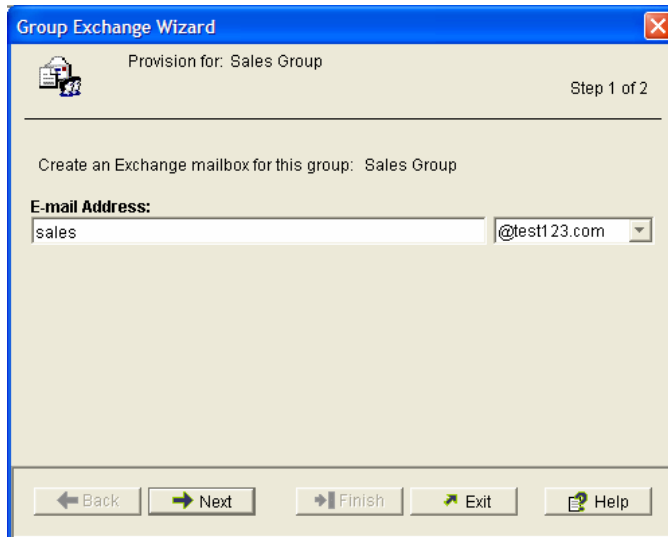 Group Exchange Wizard
Provision for: Sales Group
Step 1 of 2
Create an Exchange mailbox for this group: Sales Group
E-mail Address:
sales @test123.com
Back Next Finish Exit Help